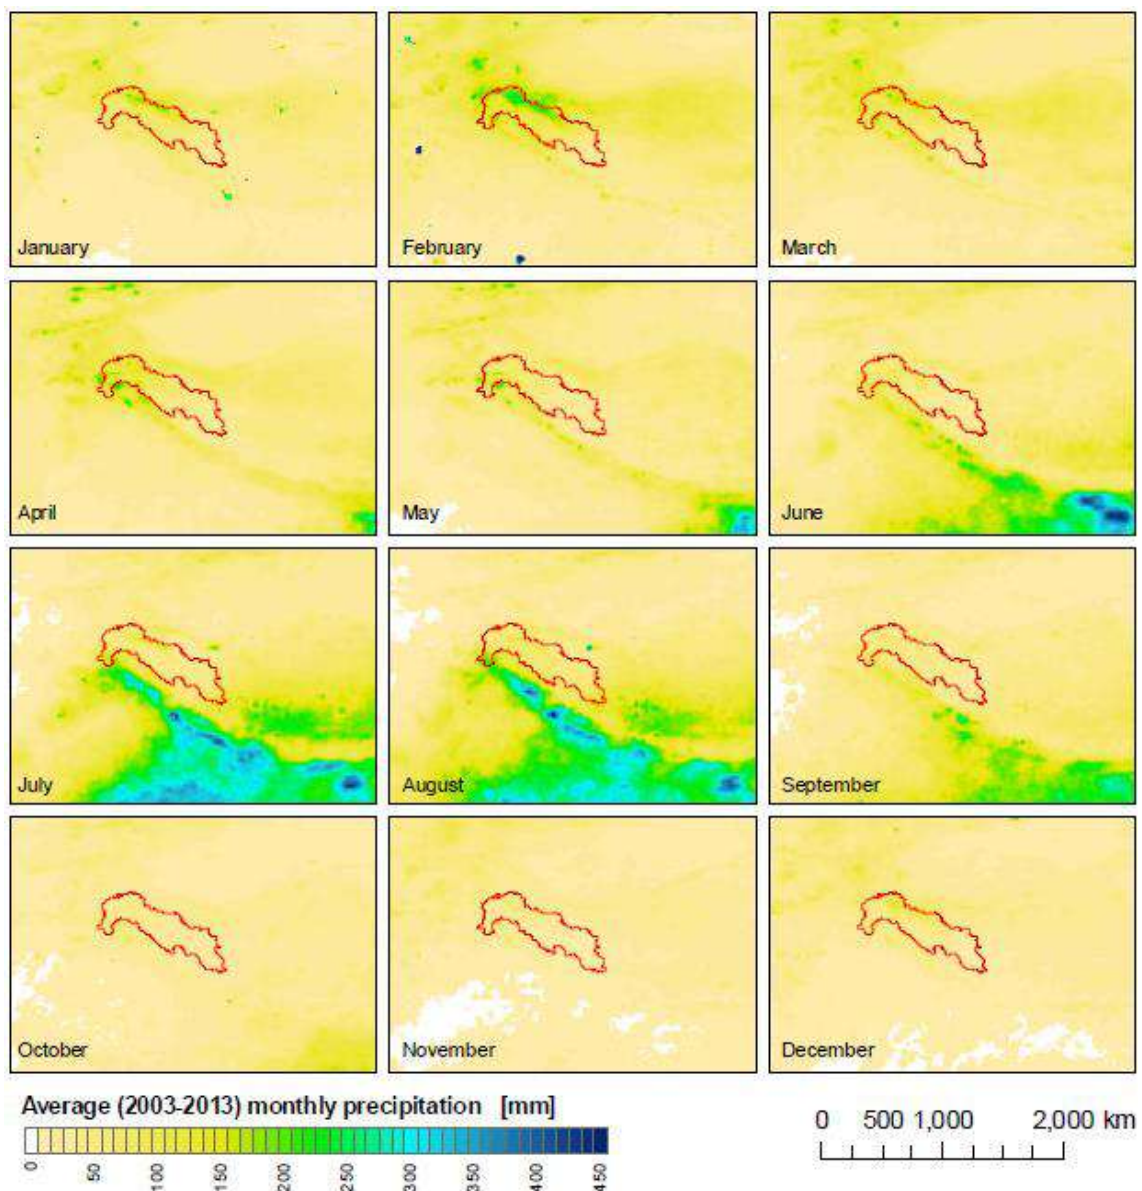 January
February
March
April
May
June
July
August
September
October
November
December
Average (2003-2013) monthly precipitation [mm]
0 50 100 150 200 250 300 350 400 450
0 500 1,000 2,000 km